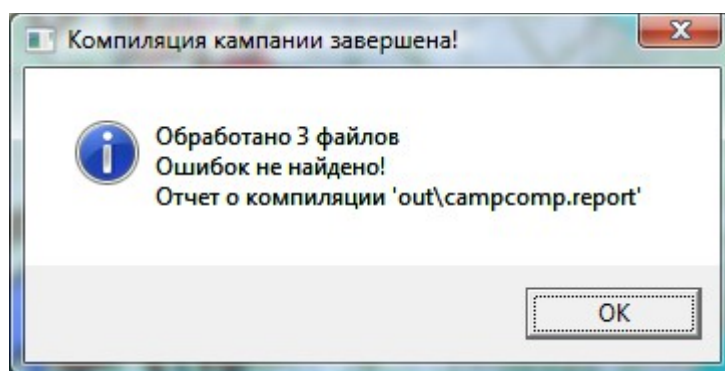 Компиляция кампании завершена!
Обработано 3 файлов
Ошибок не найдено!
Отчет о компиляции 'out\campcomp.report'
OK